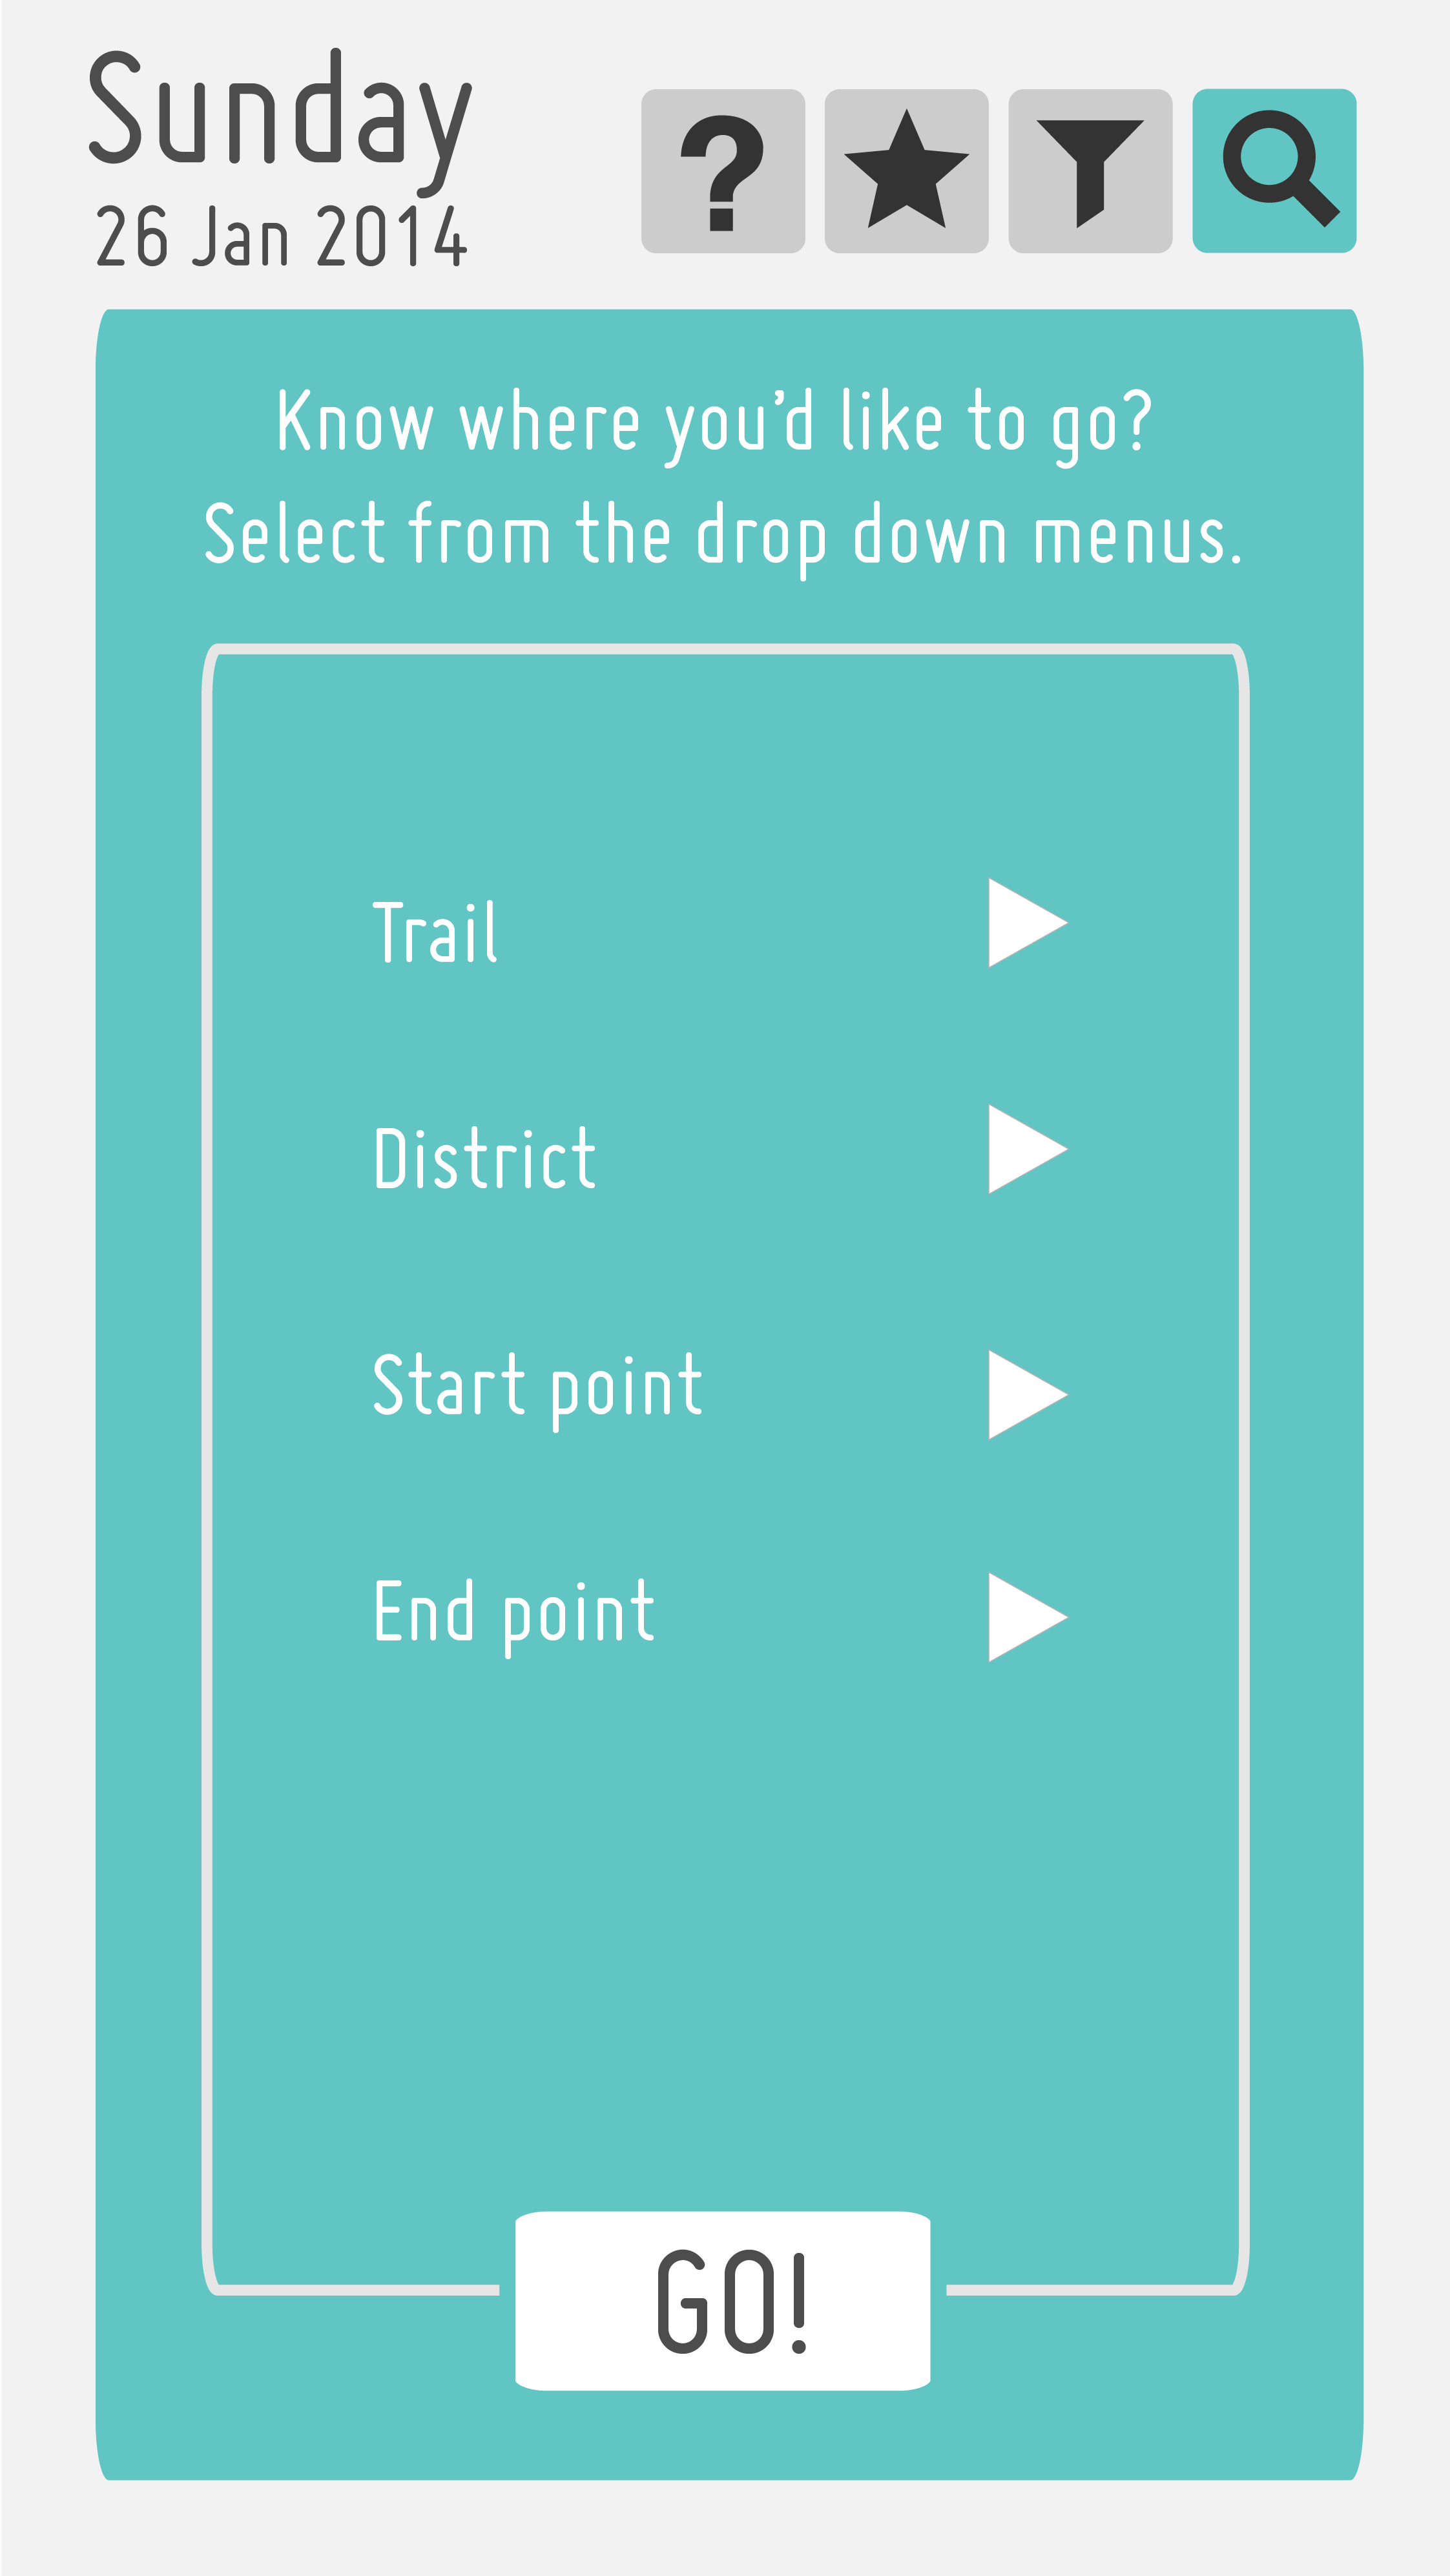 Sunday
26 Jan 2014
?
Know where you’d like to go?
Select from the drop down menus.
Trail
District
Start point
End point
GO!